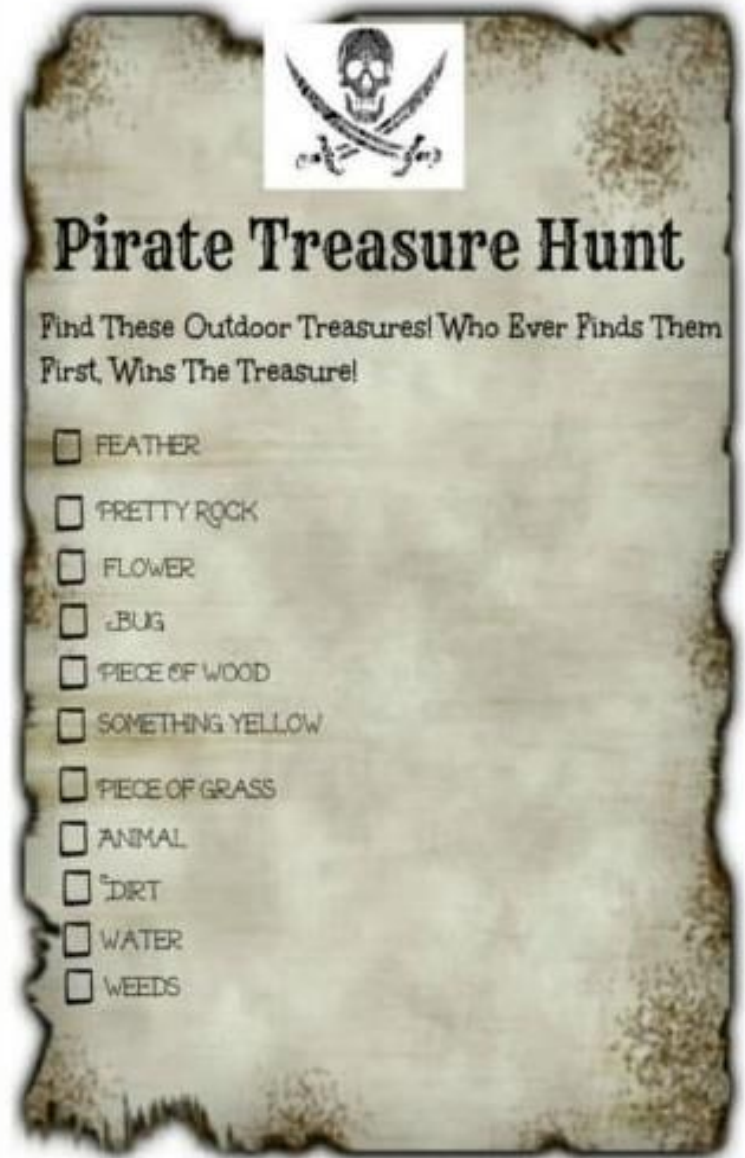 Pirate Treasure Hunt
Find These Outdoor Treasures! Who Ever Finds Them
First, Wins The Treasure!
FEATHER
PRETTY ROCK
FLOWER
BUG
PIECE OF WOOD
SOMETHING YELLOW
PIECE OF GRASS
ANIMAL
DIRT
WATER
WEEDS